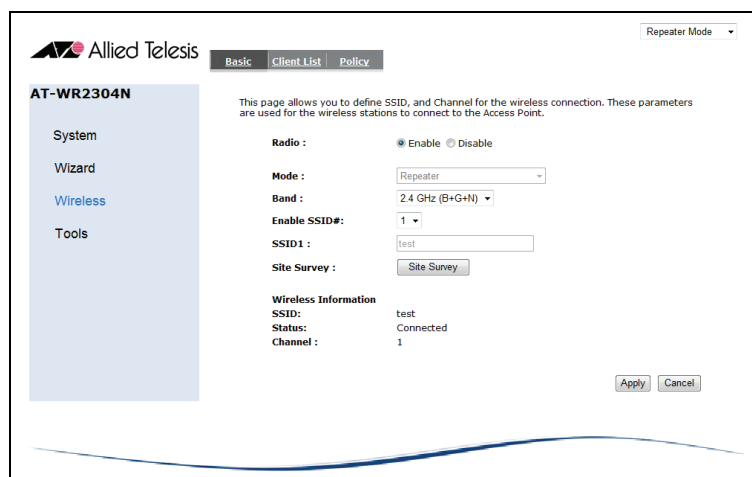 Repeater Mode
Allied Telesis
Basic Client List Policy
AT-WR2304N
System
Wizard
Wireless
Tools
This page allows you to define SSID, and Channel for the wireless connection. These parameters
are used for the wireless stations to connect to the Access Point.
Radio : Enable Disable
Mode : Repeater
Band : 2.4 GHz (B+G+N)
Enable SSID#: 1
SSID1 : test
Site Survey : Site Survey
Wireless Information
SSID: test
Status: Connected
Channel : 1
Apply Cancel